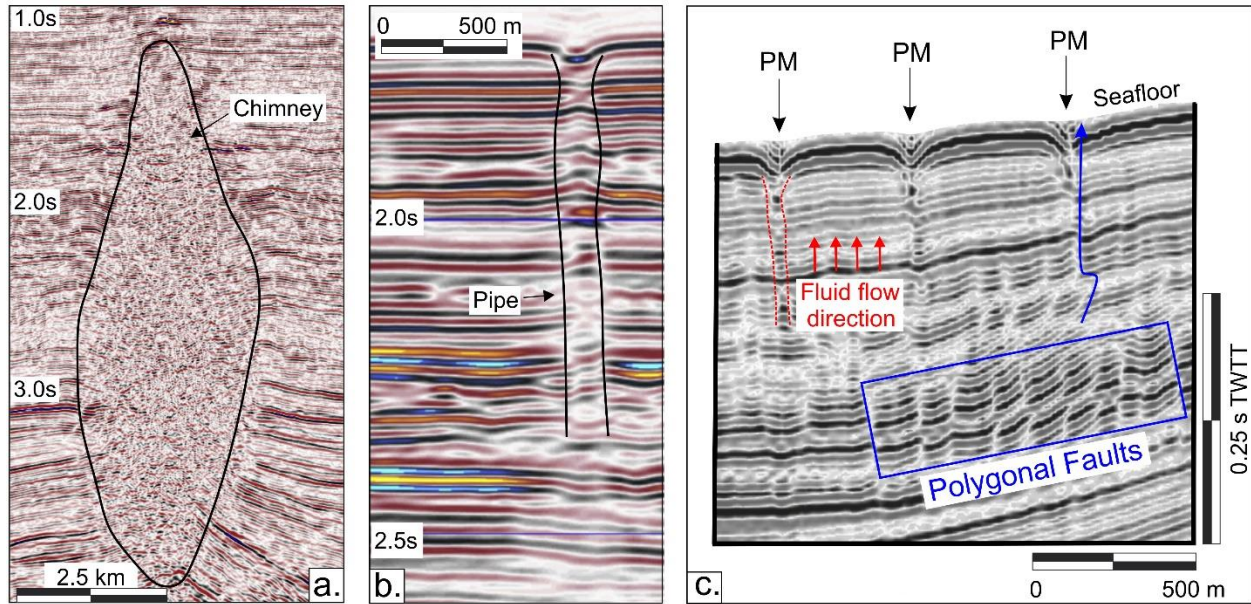 1.0s
Chimney
2.0s
3.0s
2.5 km
a.
0 500 m
2.0s
Pipe
2.5s
b.
c.
PM
PM
PM
Seafloor
Fluid flow
direction
Polygonal Faults
0.25 s TWTT
0 500 m